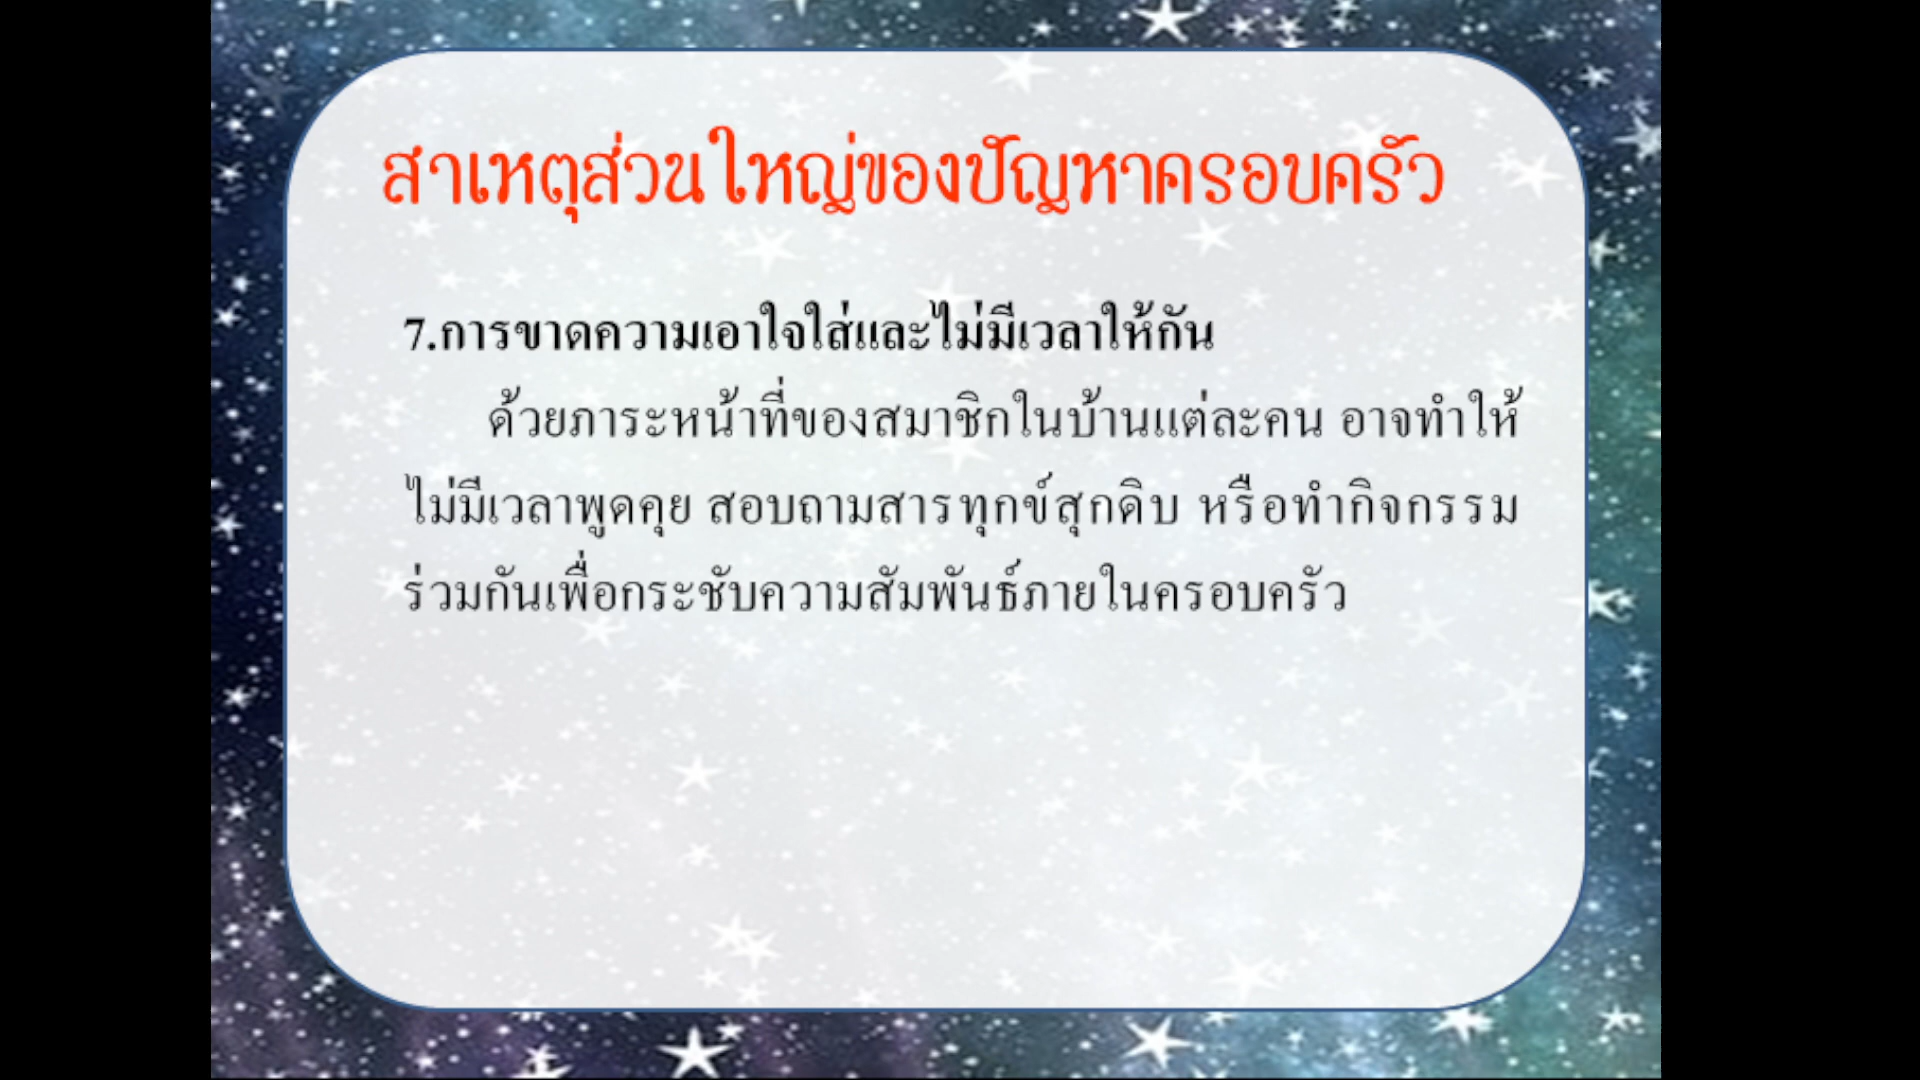 สาเหตุส่วนใหญ่ของปัญหาครอบครัว
7.การขาดความเอาใจใส่และไม่มีเวลาให้กัน
ด้วยภาระหน้าที่ของสมาชิกในบ้านแต่ละคน อาจทำให้
ไม่มีเวลาพูดคุย สอบถามสารทุกข์สุกดิบ หรือทำกิจกรรม
ร่วมกันเพื่อกระชับความสัมพันธ์ภายในครอบครัว